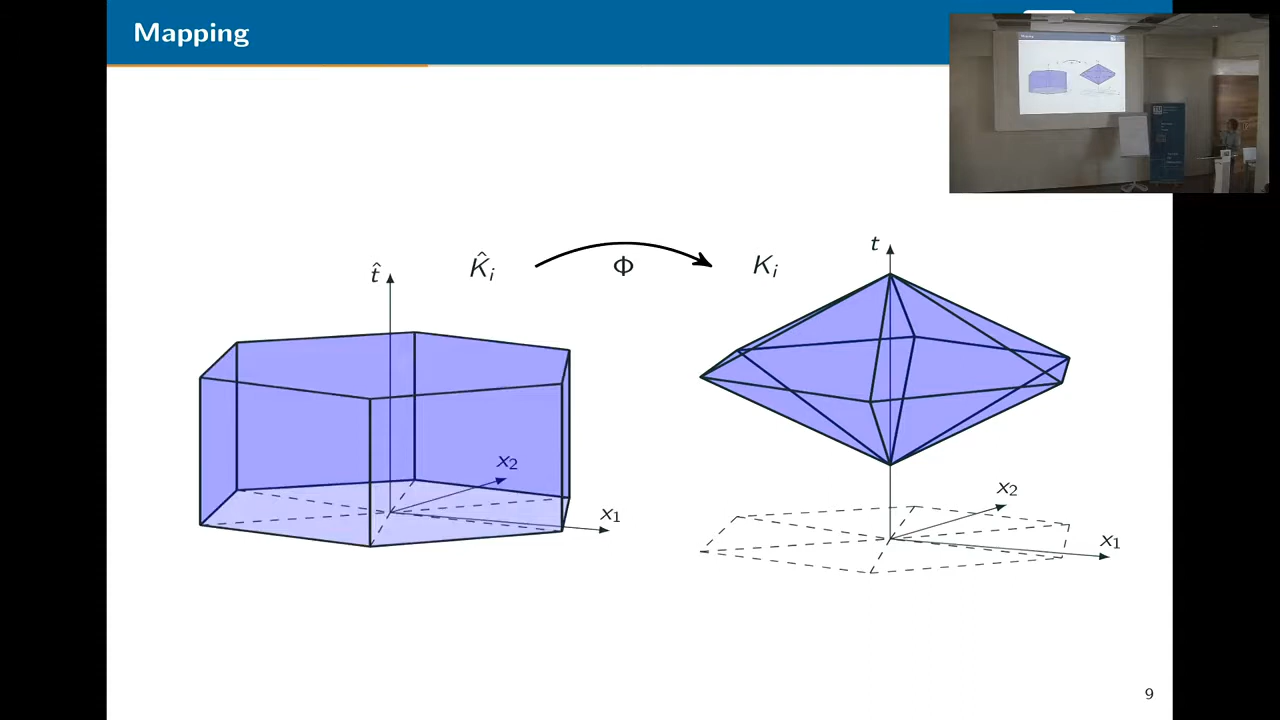 Mapping
t̂
K̂ᵢ
Φ
Kᵢ
t
x₂
x₁
x₂
x₁
9